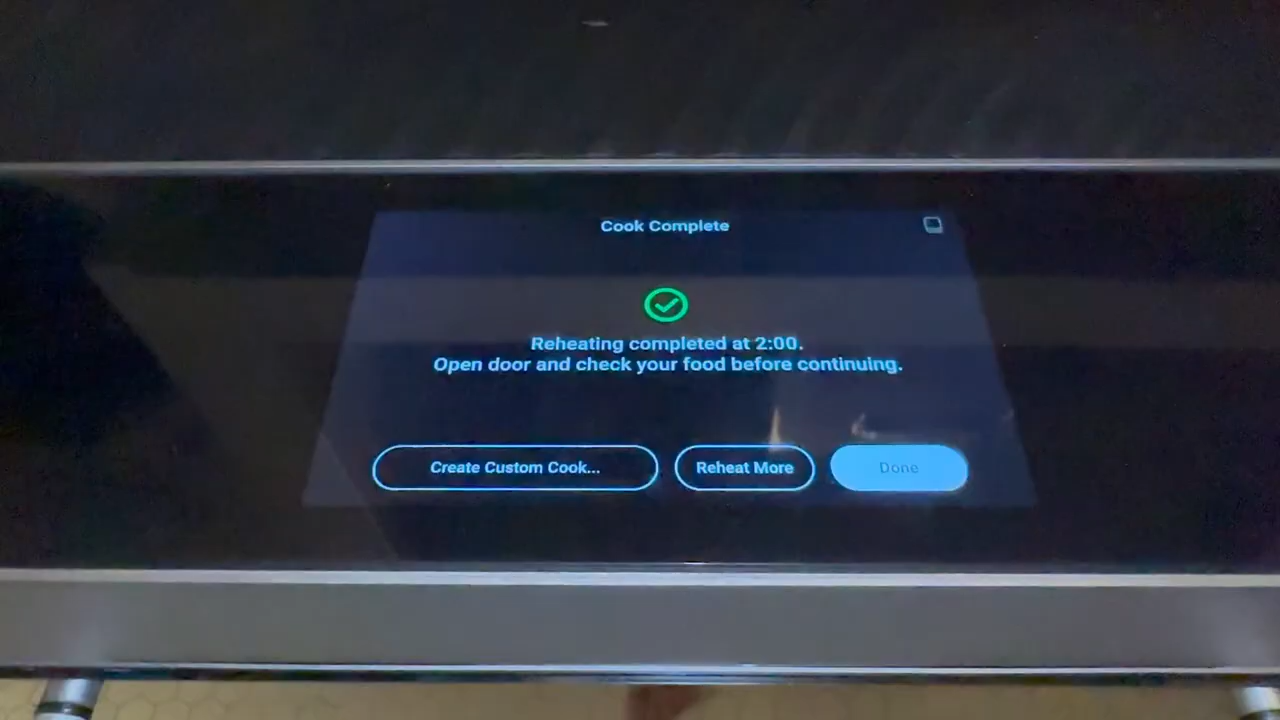 Cook Complete
Reheating completed at 2:00.
Open door and check your food before continuing.
Create Custom Cook...
Reheat More
Done